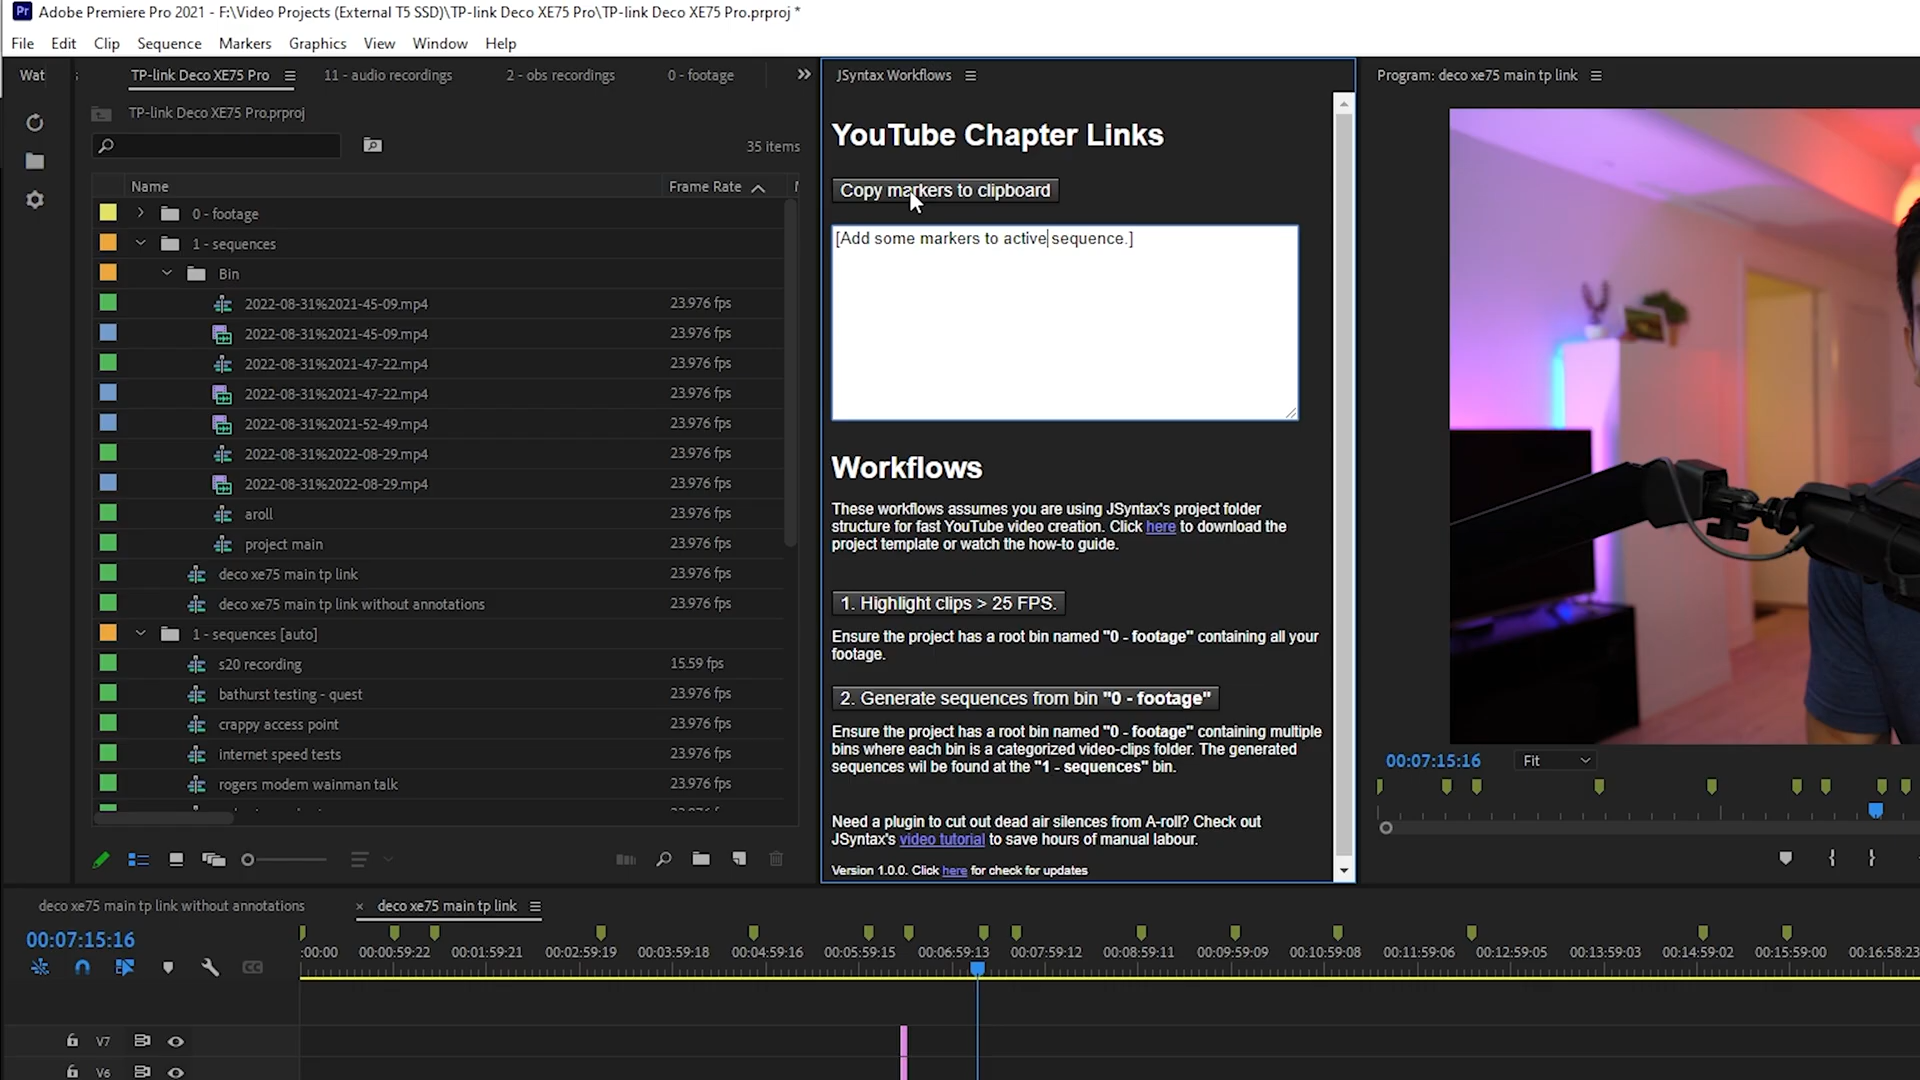 Pr Adobe Premiere Pro 2021 - F:\Video Projects (External T5 SSD)\TP-link Deco XE75 Pro\TP-link Deco XE75 Pro.prproj *
File Edit Clip Sequence Markers Graphics View Window Help
Wat
TP-link Deco XE75 Pro 11 - audio recordings 2 - obs recordings 0 - footage
TP-link Deco XE75 Pro.prproj
35 items
Name Frame Rate
0 - footage
1 - sequences
Bin
2022-08-31%2021-45-09.mp4 23.976 fps
2022-08-31%2021-45-09.mp4 23.976 fps
2022-08-31%2021-47-22.mp4 23.976 fps
2022-08-31%2021-47-22.mp4 23.976 fps
2022-08-31%2021-52-49.mp4 23.976 fps
2022-08-31%2022-08-29.mp4 23.976 fps
2022-08-31%2022-08-29.mp4 23.976 fps
aroll 23.976 fps
project main 23.976 fps
deco xe75 main tp link 23.976 fps
deco xe75 main tp link without annotations 23.976 fps
1 - sequences [auto]
s20 recording 15.59 fps
bathurst testing - quest 23.976 fps
crappy access point 23.976 fps
internet speed tests 23.976 fps
rogers modem wainman talk 23.976 fps
JSyntax Workflows
YouTube Chapter Links
Copy markers to clipboard
[Add some markers to active sequence.]
Workflows
These workflows assumes you are using JSyntax's project folder
structure for fast YouTube video creation. Click here to download the
project template or watch the how-to guide.
1. Highlight clips > 25 FPS.
Ensure the project has a root bin named "0 - footage" containing all your
footage.
2. Generate sequences from bin "0 - footage"
Ensure the project has a root bin named "0 - footage" containing multiple
bins where each bin is a categorized video-clips folder. The generated
sequences wil be found at the "1 - sequences" bin.
Need a plugin to cut out dead air silences from A-roll? Check out
JSyntax's video tutorial to save hours of manual labour.
Version 1.0.0. Click here for check for updates
Program: deco xe75 main tp link
00:07:15:16 Fit
deco xe75 main tp link without annotations × deco xe75 main tp link
00:07:15:16
:00:00 00:00:59:22 00:01:59:21 00:02:59:19 00:03:59:18 00:04:59:16 00:05:59:15 00:06:59:13 00:07:59:12 00:08:59:11 00:09:59:09 00:10:59:08 00:11:59:06 00:12:59:05 00:13:59:03 00:14:59:02 00:15:59:00 00:16:58:23
V7
V6